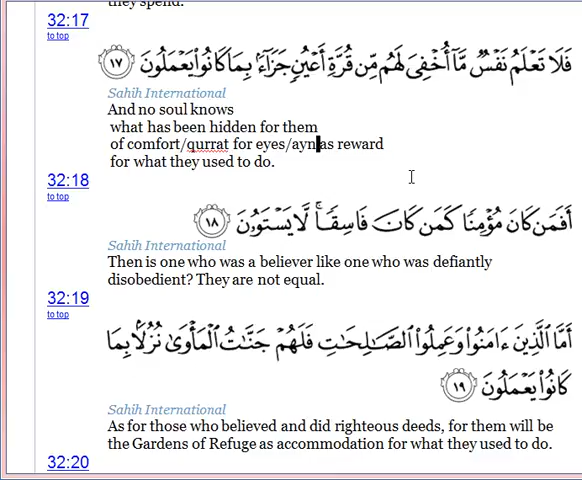 they spend.
32:17
to top
فَلَا تَعْلَمُ نَفْسٌ مَّآ أُخْفِىَ لَهُم مِّن قُرَّةِ أَعْيُنٍ جَزَآءًۢ بِمَا كَانُوا۟ يَعْمَلُونَ ١٧
Sahih International
And no soul knows
what has been hidden for them
of comfort/qurrat for eyes/ayn as reward
for what they used to do.
32:18
to top
أَفَمَن كَانَ مُؤْمِنًا كَمَن كَانَ فَاسِقًا ۚ لَّا يَسْتَوُۥنَ ١٨
Sahih International
Then is one who was a believer like one who was defiantly
disobedient? They are not equal.
32:19
to top
أَمَّا ٱلَّذِينَ ءَامَنُوا۟ وَعَمِلُوا۟ ٱلصَّـٰلِحَـٰتِ فَلَهُمْ جَنَّـٰتُ ٱلْمَأْوَىٰ نُزُلًۢا بِمَا
كَانُوا۟ يَعْمَلُونَ ١٩
Sahih International
As for those who believed and did righteous deeds, for them will be
the Gardens of Refuge as accommodation for what they used to do.
32:20